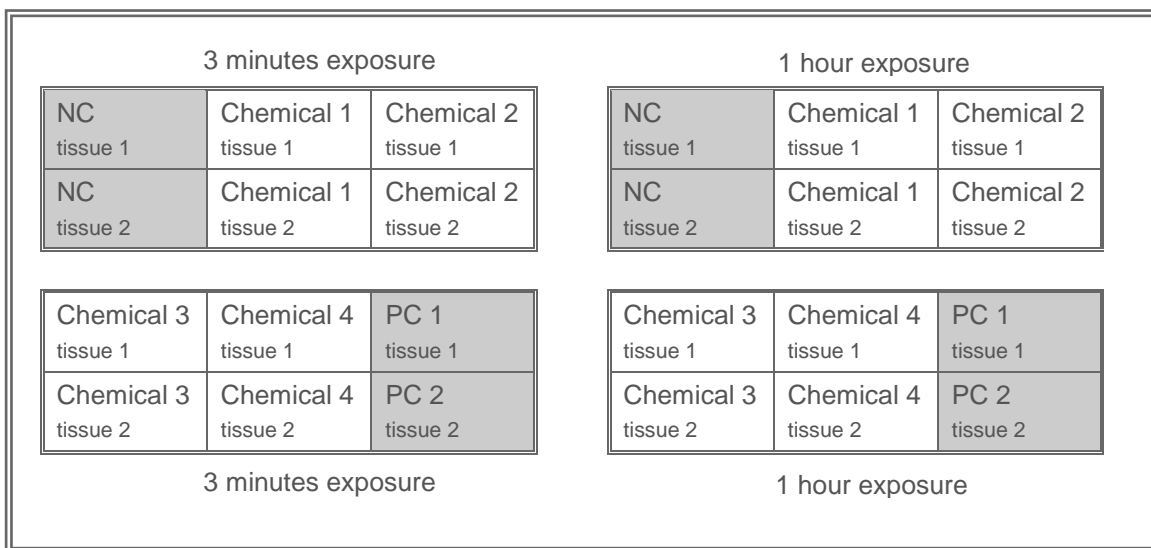 3 minutes exposure
NC Chemical 1 Chemical 2
tissue 1 tissue 1 tissue 1
NC Chemical 1 Chemical 2
tissue 2 tissue 2 tissue 2
1 hour exposure
NC Chemical 1 Chemical 2
tissue 1 tissue 1 tissue 1
NC Chemical 1 Chemical 2
tissue 2 tissue 2 tissue 2
Chemical 3 Chemical 4 PC 1
tissue 1 tissue 1 tissue 1
Chemical 3 Chemical 4 PC 2
tissue 2 tissue 2 tissue 2
3 minutes exposure
Chemical 3 Chemical 4 PC 1
tissue 1 tissue 1 tissue 1
Chemical 3 Chemical 4 PC 2
tissue 2 tissue 2 tissue 2
1 hour exposure